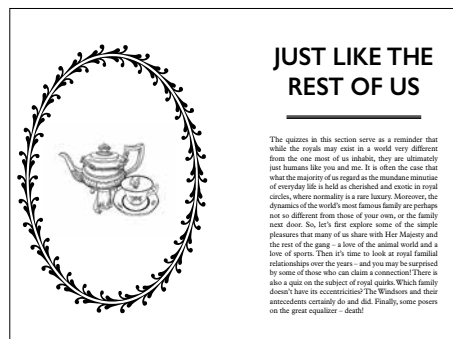 JUST LIKE THE
REST OF US
The quizzes in this section serve as a reminder that
while the royals may exist in a world very different
from the one most of us inhabit, they are ultimately
just humans like you and me. It is often the case that
what the majority of us regard as the mundane minutiae
of everyday life is held as cherished and exotic in royal
circles, where normality is a rare luxury. Moreover, the
dynamics of the world's most famous family are perhaps
not so different from those of your own, or the family
next door. So, let's first explore some of the simple
pleasures that many of us share with Her Majesty and
the rest of the gang – a love of the animal world and a
love of sports. Then it's time to look at royal familial
relationships over the years – and you may be surprised
by some of those who can claim a connection! There is
also a quiz on the subject of royal quirks. Which family
doesn't have its eccentricities? The Windsors and their
antecedents certainly do and did. Finally, some posers
on the great equalizer – death!